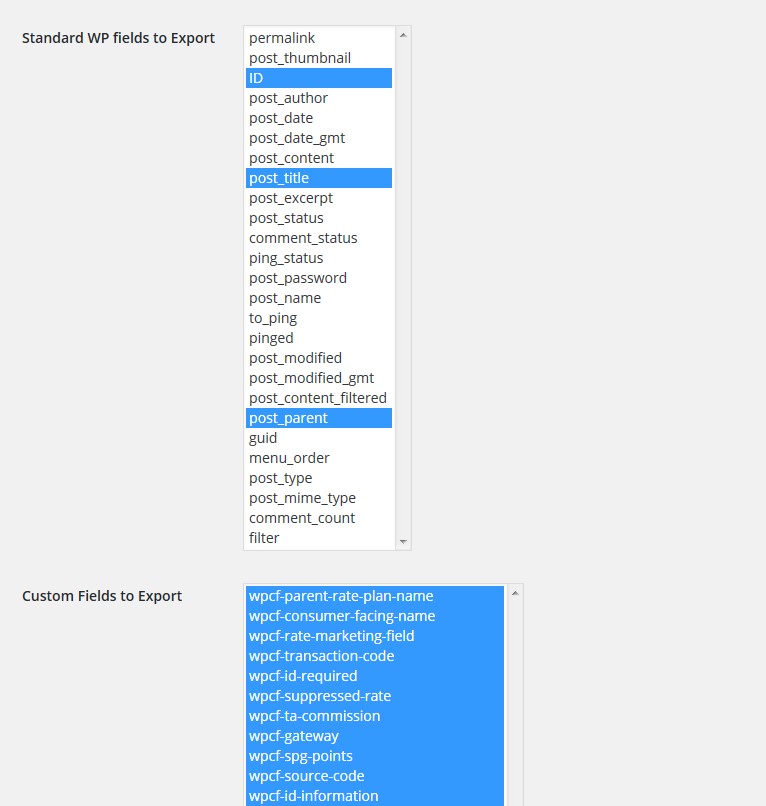 Standard WP fields to Export
permalink
post_thumbnail
ID
post_author
post_date
post_date_gmt
post_content
post_title
post_excerpt
post_status
comment_status
ping_status
post_password
post_name
to_ping
pinged
post_modified
post_modified_gmt
post_content_filtered
post_parent
guid
menu_order
post_type
post_mime_type
comment_count
filter
Custom Fields to Export
wpcf-parent-rate-plan-name
wpcf-consumer-facing-name
wpcf-rate-marketing-field
wpcf-transaction-code
wpcf-id-required
wpcf-suppressed-rate
wpcf-ta-commission
wpcf-gateway
wpcf-spg-points
wpcf-source-code
wpcf-id-information